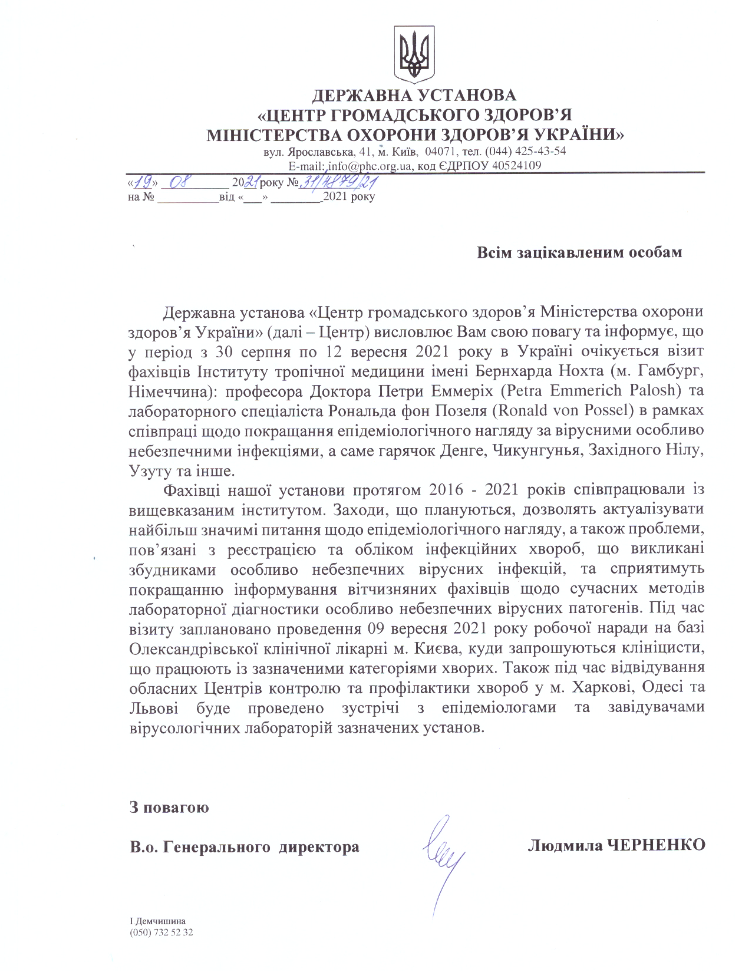 ДЕРЖАВНА УСТАНОВА
«ЦЕНТР ГРОМАДСЬКОГО ЗДОРОВ’Я
МІНІСТЕРСТВА ОХОРОНИ ЗДОРОВ’Я УКРАЇНИ»
вул. Ярославська, 41, м. Київ, 04071, тел. (044) 425-43-54
E-mail: info@phc.org.ua, код ЄДРПОУ 40524109
«19» 08 __________ 2021 року № 31/4879/21
на № __________від «___» ________2021 року
Всім зацікавленим особам
Державна установа «Центр громадського здоров’я Міністерства охорони
здоров’я України» (далі – Центр) висловлює Вам свою повагу та інформує, що
у період з 30 серпня по 12 вересня 2021 року в Україні очікується візит
фахівців Інституту тропічної медицини імені Бернхарда Нохта (м. Гамбург,
Німеччина): професора Доктора Петри Еммеріх (Petra Emmerich Palosh) та
лабораторного спеціаліста Рональда фон Позеля (Ronald von Possel) в рамках
співпраці щодо покращання епідеміологічного нагляду за вірусними особливо
небезпечними інфекціями, а саме гарячок Денге, Чикунгунья, Західного Нілу,
Узуту та інше.
Фахівці нашої установи протягом 2016 - 2021 років співпрацювали із
вищевказаним інститутом. Заходи, що плануються, дозволять актуалізувати
найбільш значимі питання щодо епідеміологічного нагляду, а також проблеми,
пов’язані з реєстрацією та обліком інфекційних хвороб, що викликані
збудниками особливо небезпечних вірусних інфекцій, та сприятимуть
покращанню інформування вітчизняних фахівців щодо сучасних методів
лабораторної діагностики особливо небезпечних вірусних патогенів. Під час
візиту заплановано проведення 09 вересня 2021 року робочої наради на базі
Олександрівської клінічної лікарні м. Києва, куди запрошуються клініцисти,
що працюють із зазначеними категоріями хворих. Також під час відвідування
обласних Центрів контролю та профілактики хвороб у м. Харкові, Одесі та
Львові буде проведено зустрічі з епідеміологами та завідувачами
вірусологічних лабораторій зазначених установ.
З повагою
В.о. Генерального директора
Людмила ЧЕРНЕНКО
І Демчишина
(050) 732 52 32